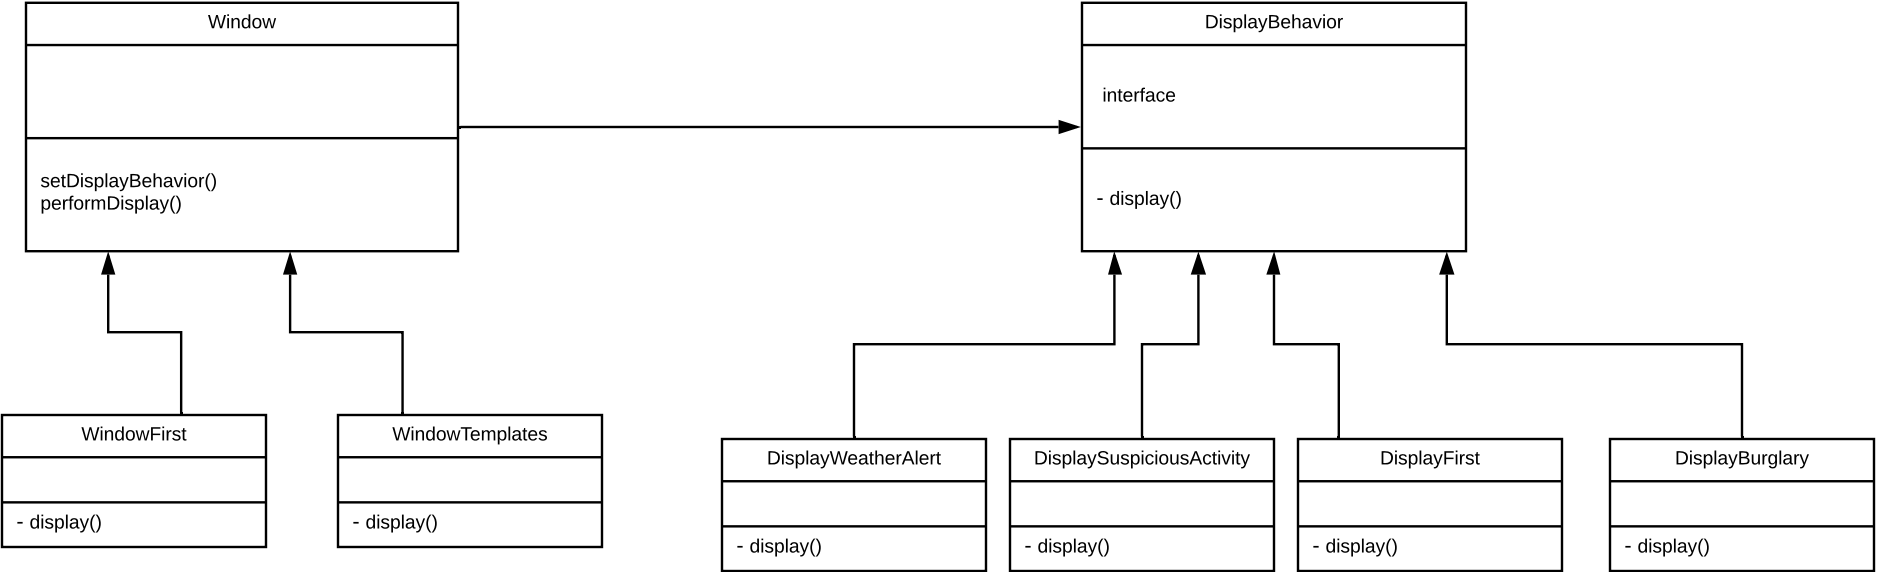 Window
setDisplayBehavior()
performDisplay()
DisplayBehavior
interface
- display()
WindowFirst
- display()
WindowTemplates
- display()
DisplayWeatherAlert
- display()
DisplaySuspiciousActivity
- display()
DisplayFirst
- display()
DisplayBurglary
- display()